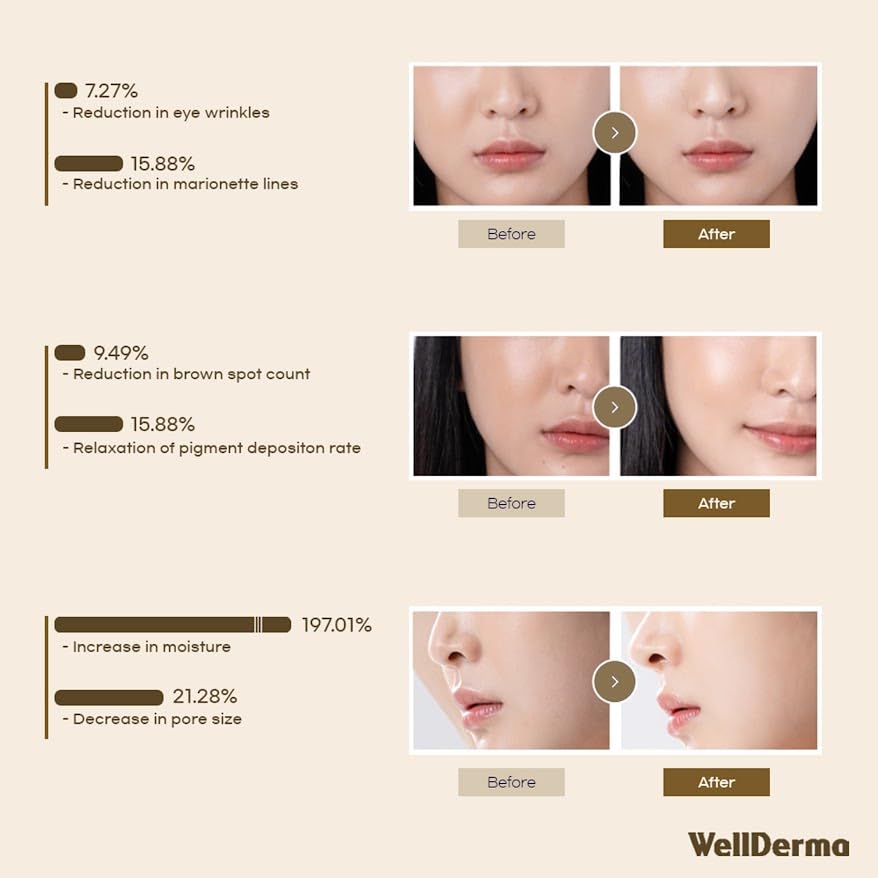 7.27%
- Reduction in eye wrinkles
15.88%
- Reduction in marionette lines
Before
After
9.49%
- Reduction in brown spot count
15.88%
- Relaxation of pigment depositon rate
Before
After
197.01%
- Increase in moisture
21.28%
- Decrease in pore size
Before
After
WellDerma